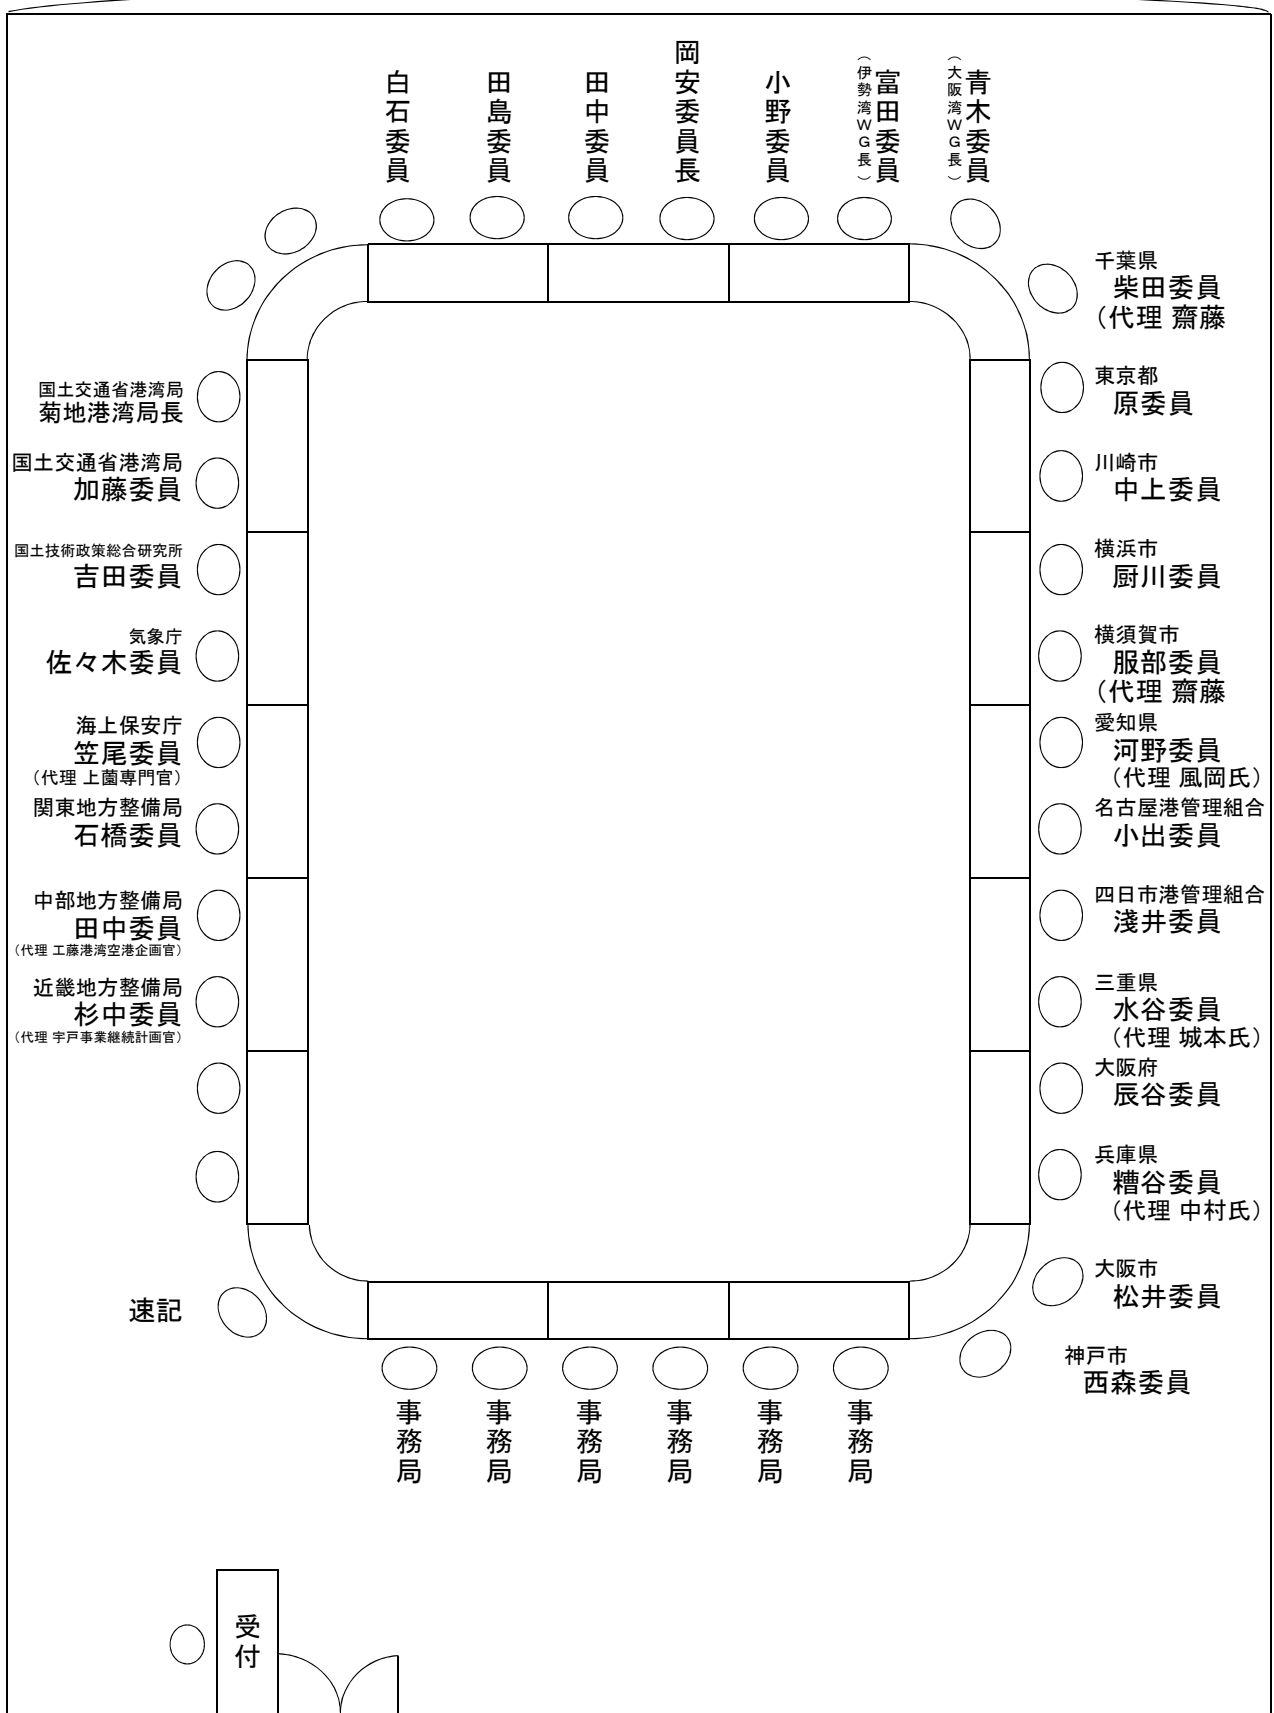 白石委員
田島委員
田中委員
岡安委員長
小野委員
富田委員
（伊勢湾ＷＧ長）
青木委員
（大阪湾ＷＧ長）
千葉県
柴田委員
（代理 齋藤
東京都
原委員
川崎市
中上委員
横浜市
厨川委員
横須賀市
服部委員
（代理 齋藤
愛知県
河野委員
（代理 風岡氏）
名古屋港管理組合
小出委員
四日市港管理組合
淺井委員
三重県
水谷委員
（代理 城本氏）
大阪府
辰谷委員
兵庫県
糟谷委員
（代理 中村氏）
大阪市
松井委員
神戸市
西森委員
国土交通省港湾局
菊地港湾局長
国土交通省港湾局
加藤委員
国土技術政策総合研究所
吉田委員
気象庁
佐々木委員
海上保安庁
笠尾委員
（代理 上薗専門官）
関東地方整備局
石橋委員
中部地方整備局
田中委員
（代理 工藤港湾空港企画官）
近畿地方整備局
杉中委員
（代理 宇戸事業継続計画官）
速記
事務局
事務局
事務局
事務局
事務局
事務局
受付